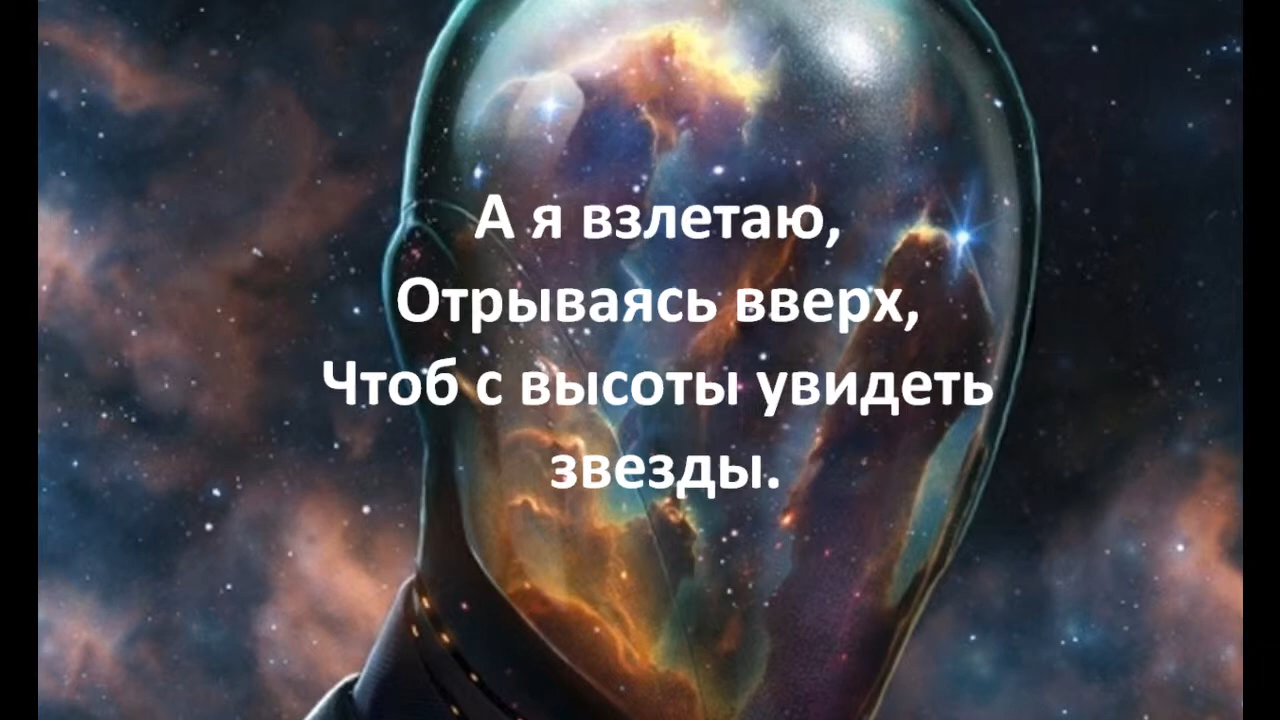 А я взлетаю,
Отрываясь вверх,
Чтоб с высоты увидеть
звезды.